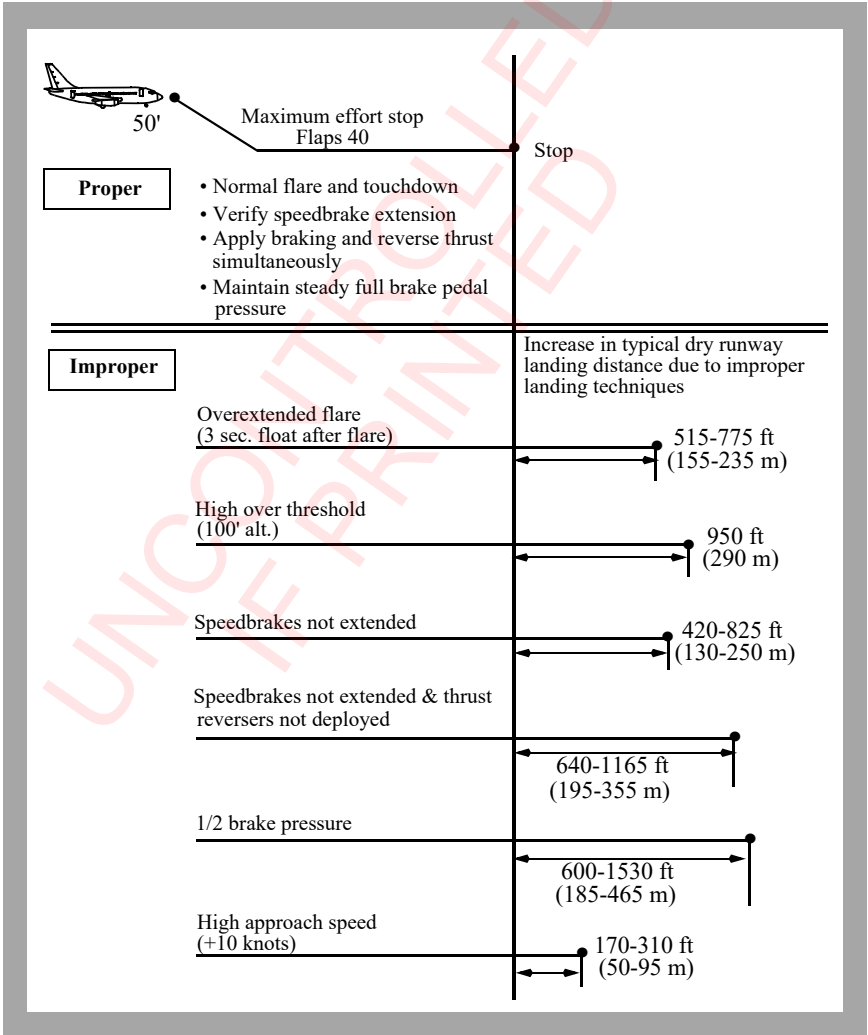 50'
Maximum effort stop
Flaps 40
Stop
Proper
• Normal flare and touchdown
• Verify speedbrake extension
• Apply braking and reverse thrust
simultaneously
• Maintain steady full brake pedal
pressure
Improper
Increase in typical dry runway
landing distance due to improper
landing techniques
Overextended flare
(3 sec. float after flare)
515-775 ft
(155-235 m)
High over threshold
(100' alt.)
950 ft
(290 m)
Speedbrakes not extended
420-825 ft
(130-250 m)
Speedbrakes not extended & thrust
reversers not deployed
640-1165 ft
(195-355 m)
1/2 brake pressure
600-1530 ft
(185-465 m)
High approach speed
(+10 knots)
170-310 ft
(50-95 m)
UNCONTROLLED
IF PRINTED